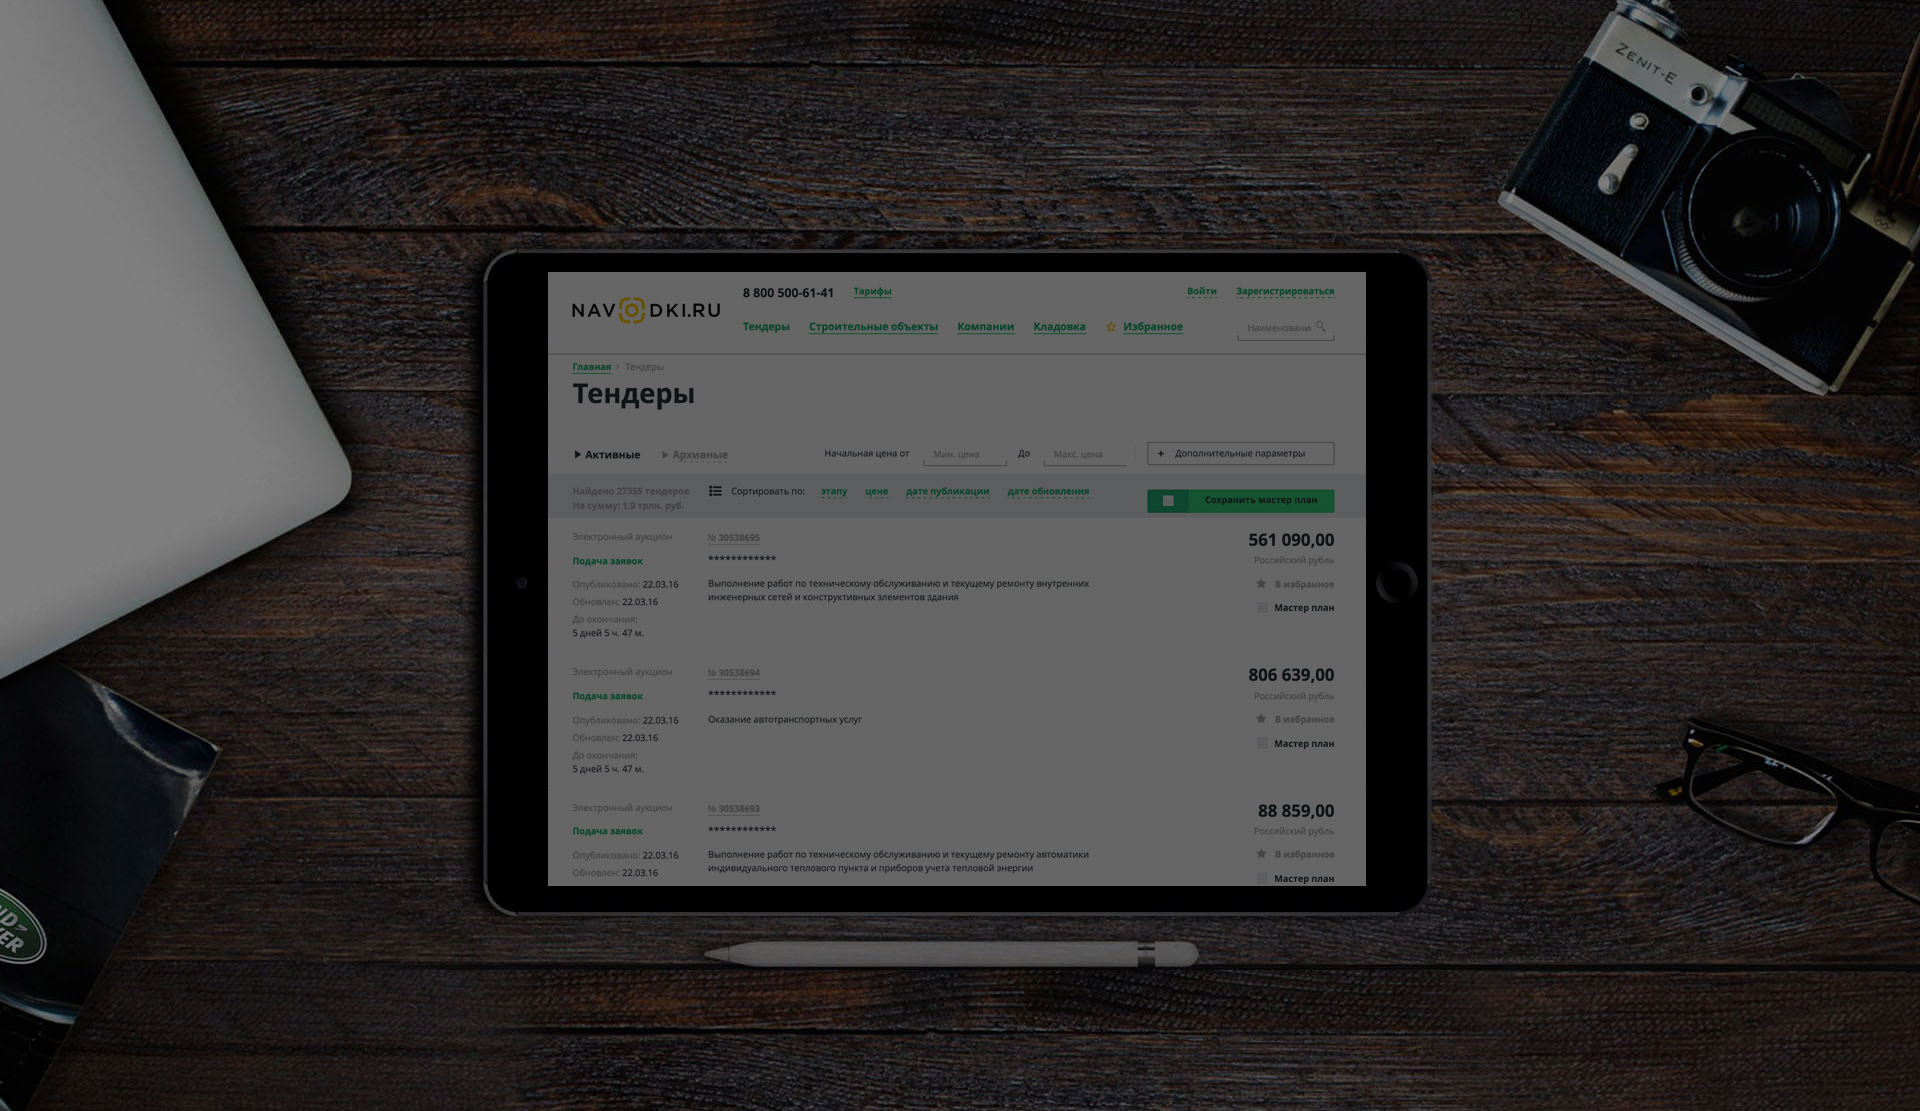 ZENIT-E
8 800 500-61-41 Тарифы Войти Зарегистрироваться
NAVODKI.RU
Тендеры Строительные объекты Компании Кладовка Избранное Наименовани
Главная > Тендеры
Тендеры
Активные Архивные Начальная цена от Мин. цена До Макс. цена + Дополнительные параметры
Найдено 27355 тендеров Сортировать по: этапу цене дате публикации дате обновления
На сумму: 1.9 трлн. руб. Сохранить мастер план
Электронный аукцион № 30538695 561 090,00
Подача заявок ************ Российский рубль
Опубликовано: 22.03.16 Выполнение работ по техническому обслуживанию и текущему ремонту внутренних В избранное
инженерных сетей и конструктивных элементов здания
Обновлен: 22.03.16 Мастер план
До окончания:
5 дней 5 ч. 47 м.
Электронный аукцион № 30538694 806 639,00
Подача заявок ************ Российский рубль
Опубликовано: 22.03.16 Оказание автотранспортных услуг В избранное
Обновлен: 22.03.16 Мастер план
До окончания:
5 дней 5 ч. 47 м.
Электронный аукцион № 30538693 88 859,00
Подача заявок ************ Российский рубль
Опубликовано: 22.03.16 Выполнение работ по техническому обслуживанию и текущему ремонту автоматики В избранное
индивидуального теплового пункта и приборов учета тепловой энергии
Обновлен: 22.03.16 Мастер план
ND-
VER